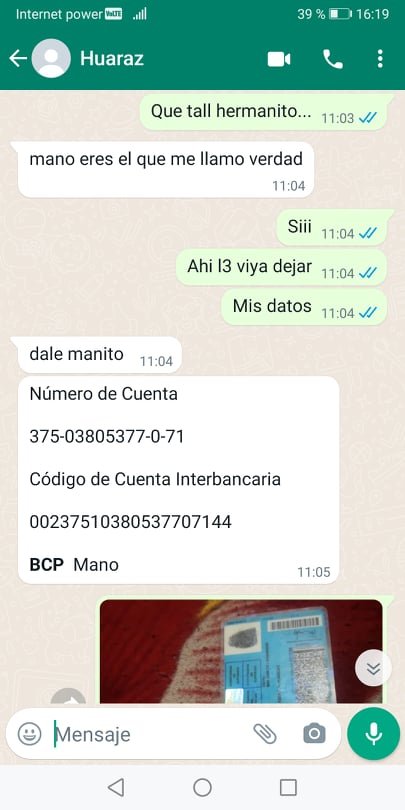 Internet power VoLTE 39 % 16:19
Huaraz
Que tall hermanito... 11:03
mano eres el que me llamo verdad
11:04
Siii 11:04
Ahi l3 viya dejar 11:04
Mis datos 11:04
dale manito 11:04
Número de Cuenta
375-03805377-0-71
Código de Cuenta Interbancaria
00237510380537707144
BCP Mano
11:05
Mensaje